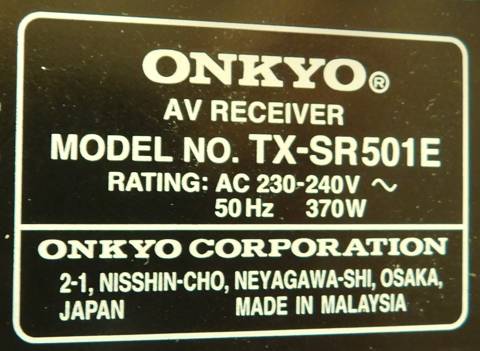 ONKYO®
AV RECEIVER
MODEL NO. TX-SR501E
RATING: AC 230-240V ～
50Hz 370W
ONKYO CORPORATION
2-1, NISSHIN-CHO, NEYAGAWA-SHI, OSAKA,
JAPAN MADE IN MALAYSIA